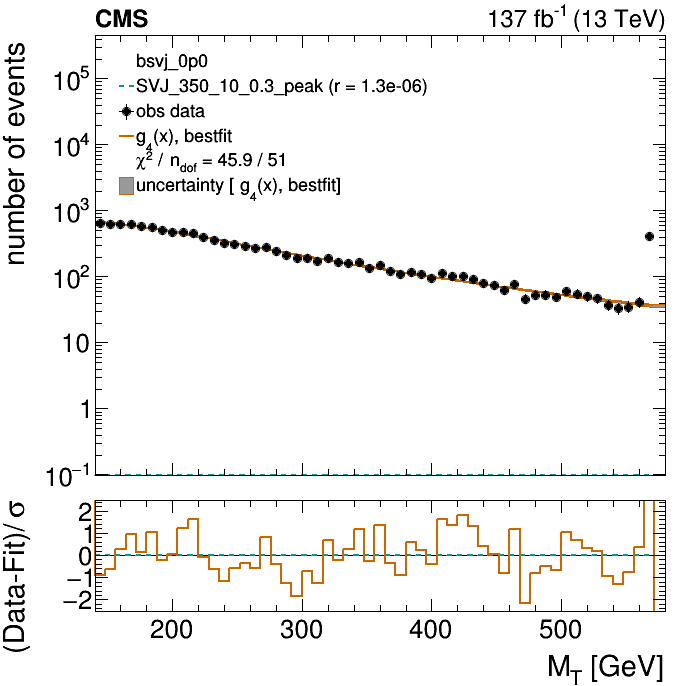 CMS 137 fb⁻¹ (13 TeV)
number of events
bsvj_0p0
SVJ_350_10_0.3_peak (r = 1.3e-06)
obs data
g₄(x), bestfit
χ² / n_dof = 45.9 / 51
uncertainty [ g₄(x), bestfit]
10⁵
10⁴
10³
10²
10
1
10⁻¹
(Data-Fit)/ σ
2
1
0
−1
−2
200 300 400 500
M_T [GeV]